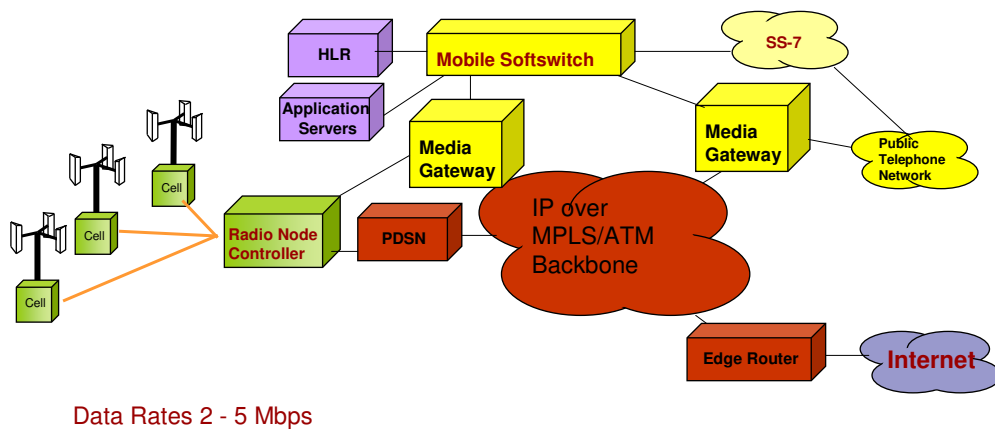 HLR
Mobile Softswitch
SS-7
Application
Servers
Media
Gateway
Media
Gateway
Public
Telephone
Network
Cell
Cell
Cell
Radio Node
Controller
PDSN
IP over
MPLS/ATM
Backbone
Edge Router
Internet
Data Rates 2 - 5 Mbps